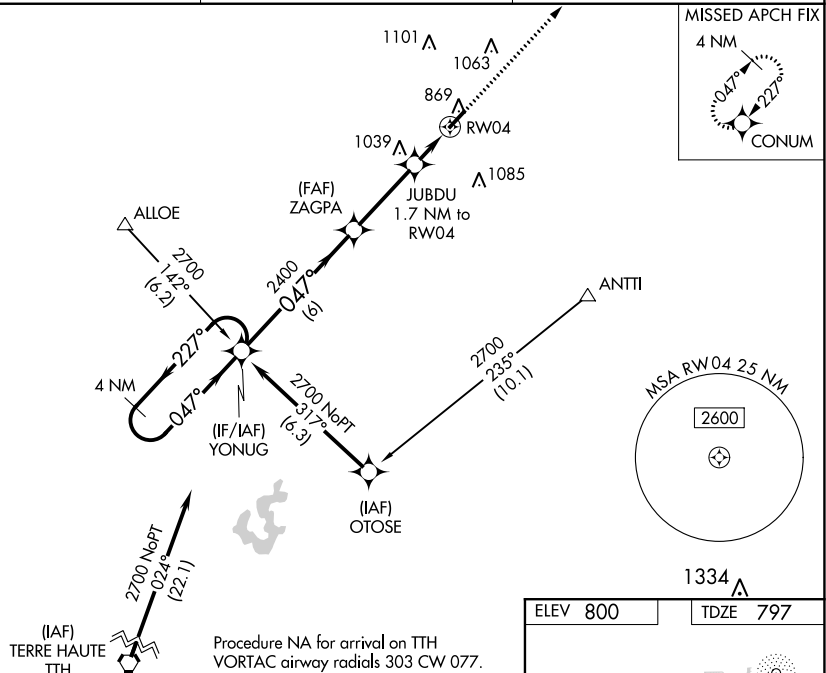 MISSED APCH FIX
4 NM
047°
227°
CONUM
1101
1063
869
RW04
1039
1085
JUBDU
1.7 NM to
RW04
(FAF)
ZAGPA
ALLOE
2700
142°
(6.2)
2400
047°
(6)
ANTTI
2700
235°
(10.1)
227°
047°
4 NM
(IF/IAF)
YONUG
2700 NoPT
317°
(6.3)
(IAF)
OTOSE
MSA RW04 25 NM
2600
2700 NoPT
024°
(22.1)
(IAF)
TERRE HAUTE
TTH
Procedure NA for arrival on TTH
VORTAC airway radials 303 CW 077.
1334
ELEV 800
TDZE 797